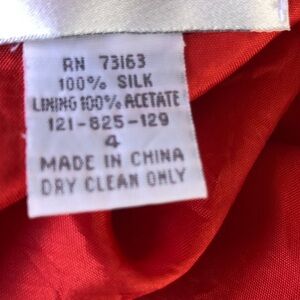 RN 73163
100% SILK
LINING 100% ACETATE
121-825-129
4
MADE IN CHINA
DRY CLEAN ONLY